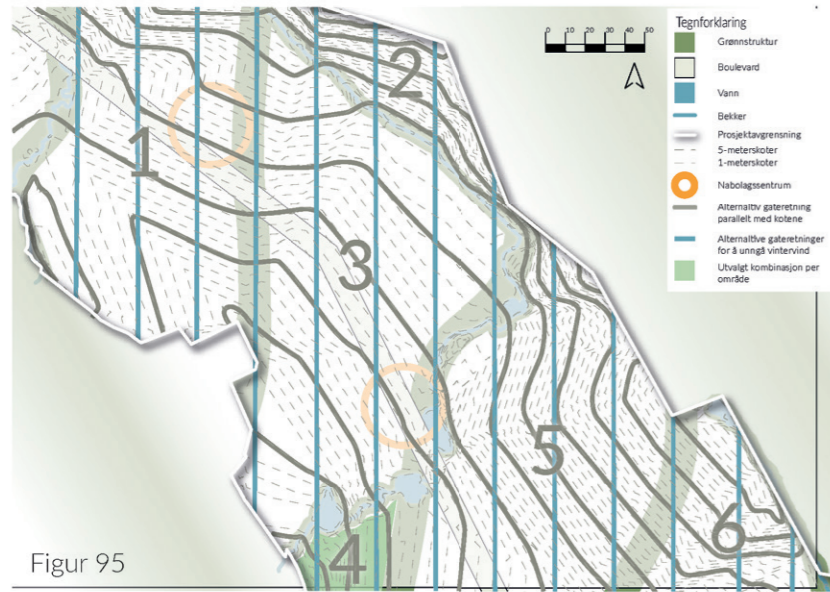 0 10 20 30 40 50
Tegnforklaring
Grønnstruktur
Boulevard
Vann
Bekker
Prosjektavgrensning
5-meterskoter
1-meterskoter
Nabolagssentrum
Alternativ gateretning
parallelt med kotene
Alternative gateretninger
for å unngå vintervind
Utvalgt kombinasjon per
område
1
2
3
4
5
6
Figur 95